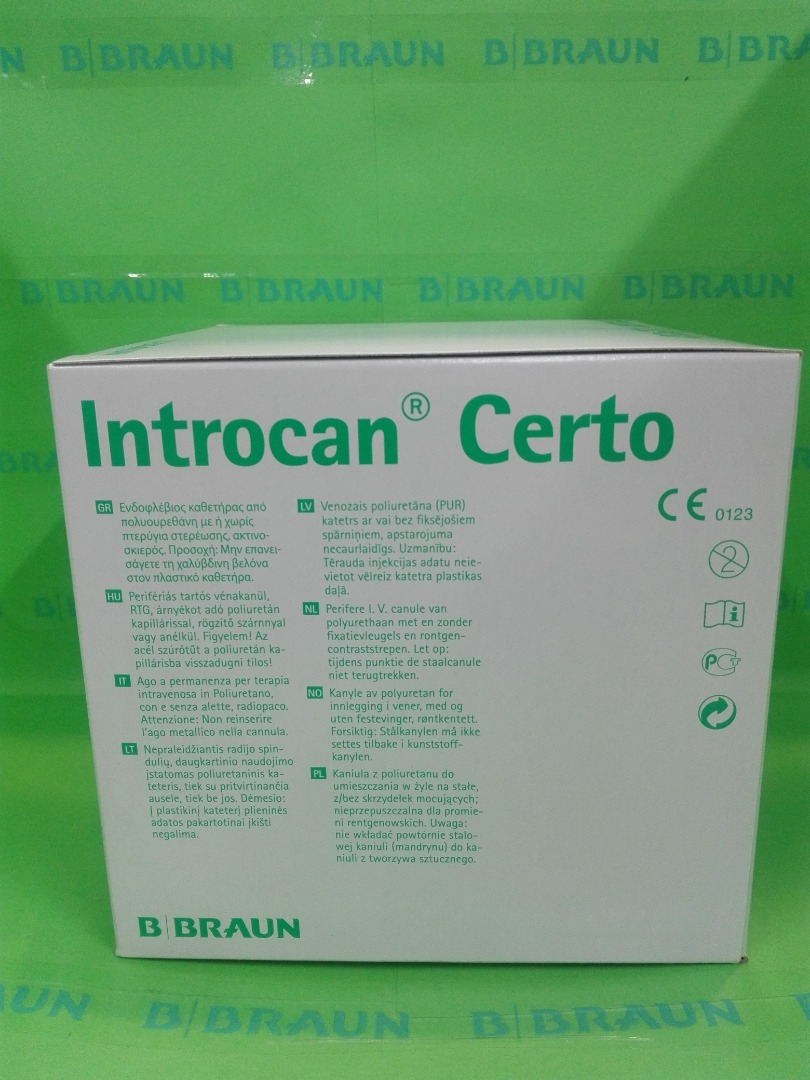 B|BRAUN B|BRAUN B|BRAUN
B|BRAUN B|BRAUN B|BRAUN B|BRAUN
Introcan® Certo
GR Ενδοφλέβιος καθετήρας από
πολυουρεθάνη με ή χωρίς
πτερύγια στερέωσης, ακτινο-
σκιερός. Προσοχή: Μην επανει-
σάγετε τη χαλύβδινη βελόνα
στον πλαστικό καθετήρα.
HU Perifériás tartós vénakanül,
RTG, árnyékot adó poliuretán
kapillárissal, rögzítő szárnnyal
vagy anélkül. Figyelem! Az
acél szúrótűt a poliuretán ka-
pillárisba visszadugni tilos!
IT Ago a permanenza per terapia
intravenosa in Poliuretano,
con e senza alette, radiopaco.
Attenzione: Non reinserire
l'ago metallico nella cannula.
LT Nepraleidžiantis radijo spin-
dulių, daugkartinio naudojimo
įstatomas poliuretaninis ka-
teteris, tiek su pritvirtinančia
ausele, tiek be jos. Dėmesio:
Į plastikinį kateterį plieninės
adatos pakartotinai įkišti
negalima.
LV Venozais poliuretāna (PUR)
katetrs ar vai bez fiksējošiem
spārniņiem, apstarojuma
necaurlaidīgs. Uzmanību:
Tērauda injekcijas adatu neie-
vietot vēlreiz katetra plastikas
daļā.
NL Perifere I. V. canule van
polyurethaan met en zonder
fixatievleugels en rontgen-
contraststrepen. Let op:
tijdens punktie de staalcanule
niet terugtrekken.
NO Kanyle av polyuretan for
innlegging i vener, med og
uten festevinger, røntkentett.
Forsiktig: Stålkanylen må ikke
settes tilbake i kunststoff-
kanylen.
PL Kaniula z poliuretanu do
umieszczania w żyle na stałe,
z/bez skrzydełek mocujących;
nieprzepuszczalna dla promie-
ni rentgenowskich. Uwaga:
nie wkładać powtórnie stalo-
wej kaniuli (mandrynu) do ka-
niuli z tworzywa sztucznego.
CE 0123
2
i
PCT
B|BRAUN
B|BRAUN B|BRAUN